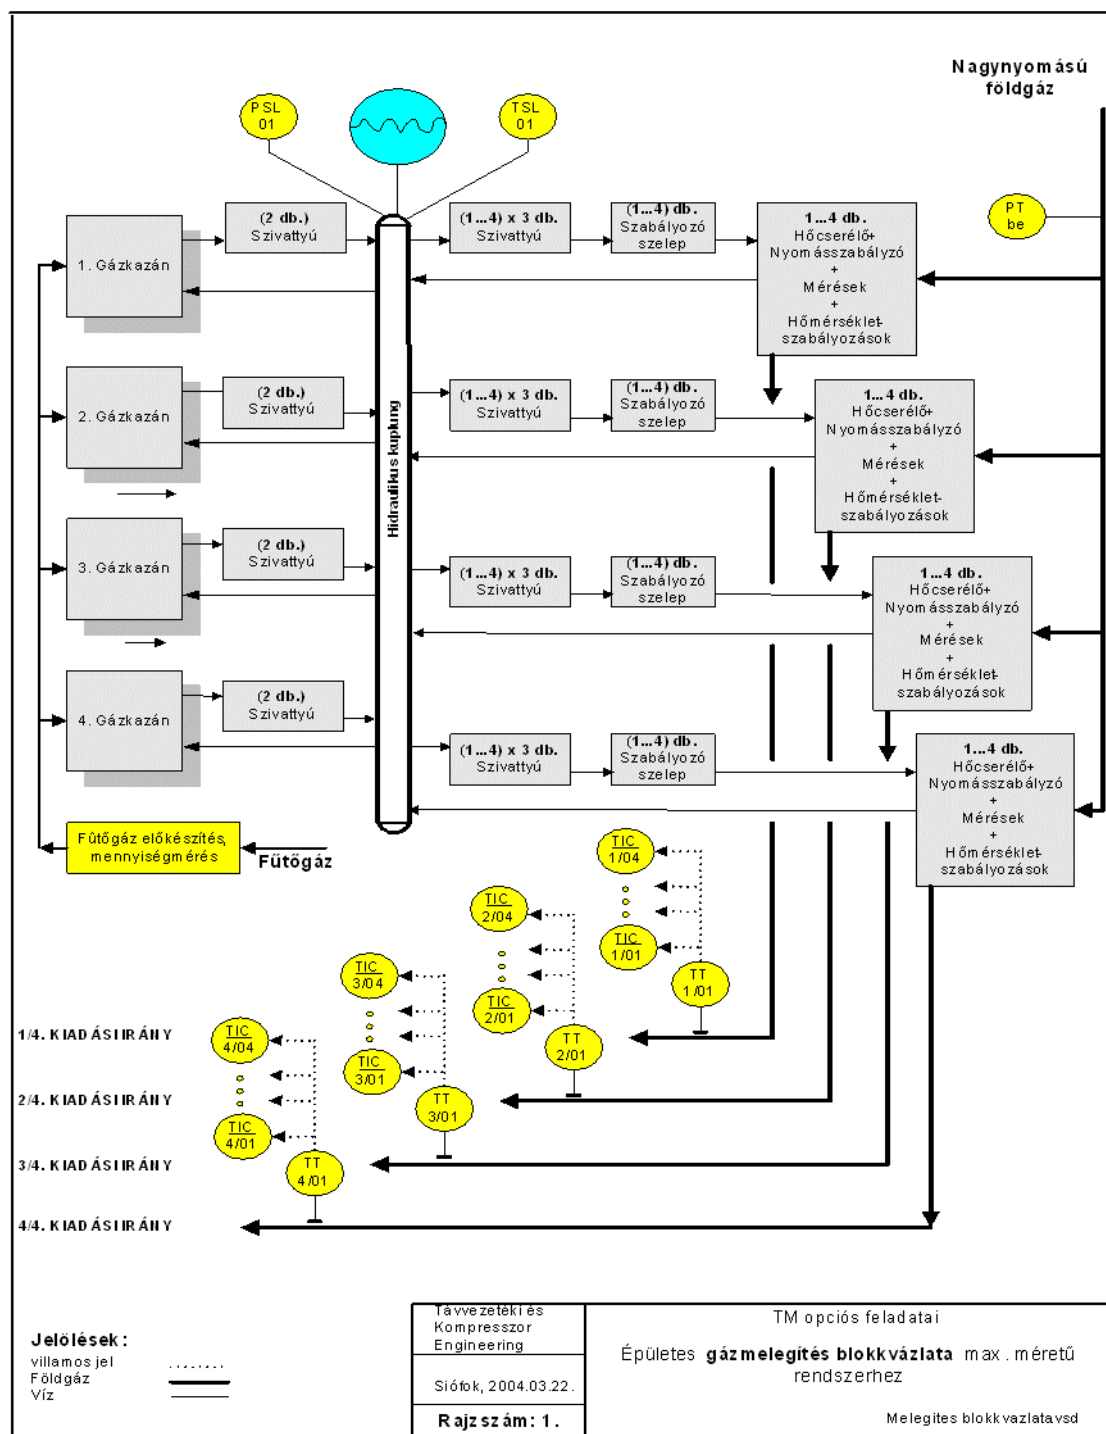 Nagynyomású
földgáz
PSL
01
TSL
01
PT
be
1. Gázkazán
(2 db.)
Szivattyú
(1...4) x 3 db.
Szivattyú
(1...4) db.
Szabályozó
szelep
1...4 db.
Hőcserélő+
Nyomásszabályzó
+
Mérések
+
Hőmérséklet-
szabályozások
2. Gázkazán
(2 db.)
Szivattyú
(1...4) x 3 db.
Szivattyú
(1...4) db.
Szabályozó
szelep
1...4 db.
Hőcserélő+
Nyomásszabályzó
+
Mérések
+
Hőmérséklet-
szabályozások
Hidraulikus kuplung
3. Gázkazán
(2 db.)
Szivattyú
(1...4) x 3 db.
Szivattyú
(1...4) db.
Szabályozó
szelep
1...4 db.
Hőcserélő+
Nyomásszabályzó
+
Mérések
+
Hőmérséklet-
szabályozások
4. Gázkazán
(2 db.)
Szivattyú
(1...4) x 3 db.
Szivattyú
(1...4) db.
Szabályozó
szelep
1...4 db.
Hőcserélő+
Nyomásszabályzó
+
Mérések
+
Hőmérséklet-
szabályozások
Fûtőgáz előkészítés,
mennyiségmérés
Fűtőgáz
TIC
1/04
TIC
1/01
TT
1/01
TIC
2/04
TIC
2/01
TT
2/01
TIC
3/04
TIC
3/01
TT
3/01
TIC
4/04
TIC
4/01
TT
4/01
1/4. KIADÁSI IRÁNY
2/4. KIADÁSI IRÁNY
3/4. KIADÁSI IRÁNY
4/4. KIADÁSI IRÁNY
Jelölések:
villamos jel
Földgáz
Víz
Távvezetéki és
Kompresszor
Engineering
Siófok, 2004.03.22.
Rajzszám: 1.
TM opciós feladatai
Épületes gázmelegítés blokkvázlata max. méretű
rendszerhez
Melegites blokkvazlata.vsd